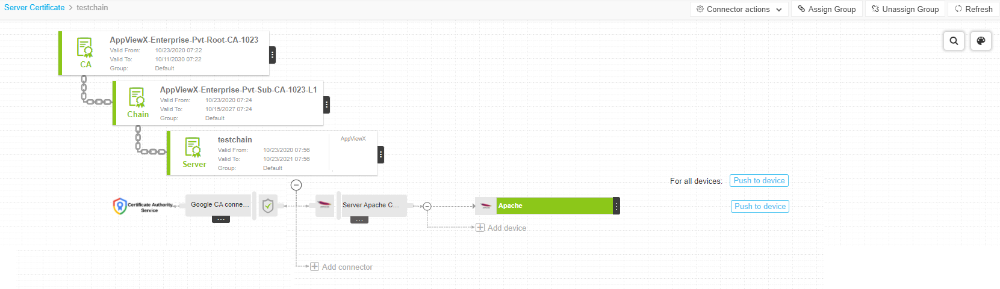 Server Certificate > testchain
Connector actions
Assign Group
Unassign Group
Refresh
AppViewX-Enterprise-Pvt-Root-CA-1023
Valid From: 10/23/2020 07:22
Valid To: 10/11/2030 07:22
Group: Default
CA
AppViewX-Enterprise-Pvt-Sub-CA-1023-L1
Valid From: 10/23/2020 07:24
Valid To: 10/15/2027 07:24
Group: Default
Chain
testchain
AppViewX
Valid From: 10/23/2020 07:56
Valid To: 10/23/2021 07:56
Group: Default
Server
For all devices: Push to device
Certificate Authority
Service
Google CA conne...
Server Apache C...
Apache
Push to device
Add device
Add connector